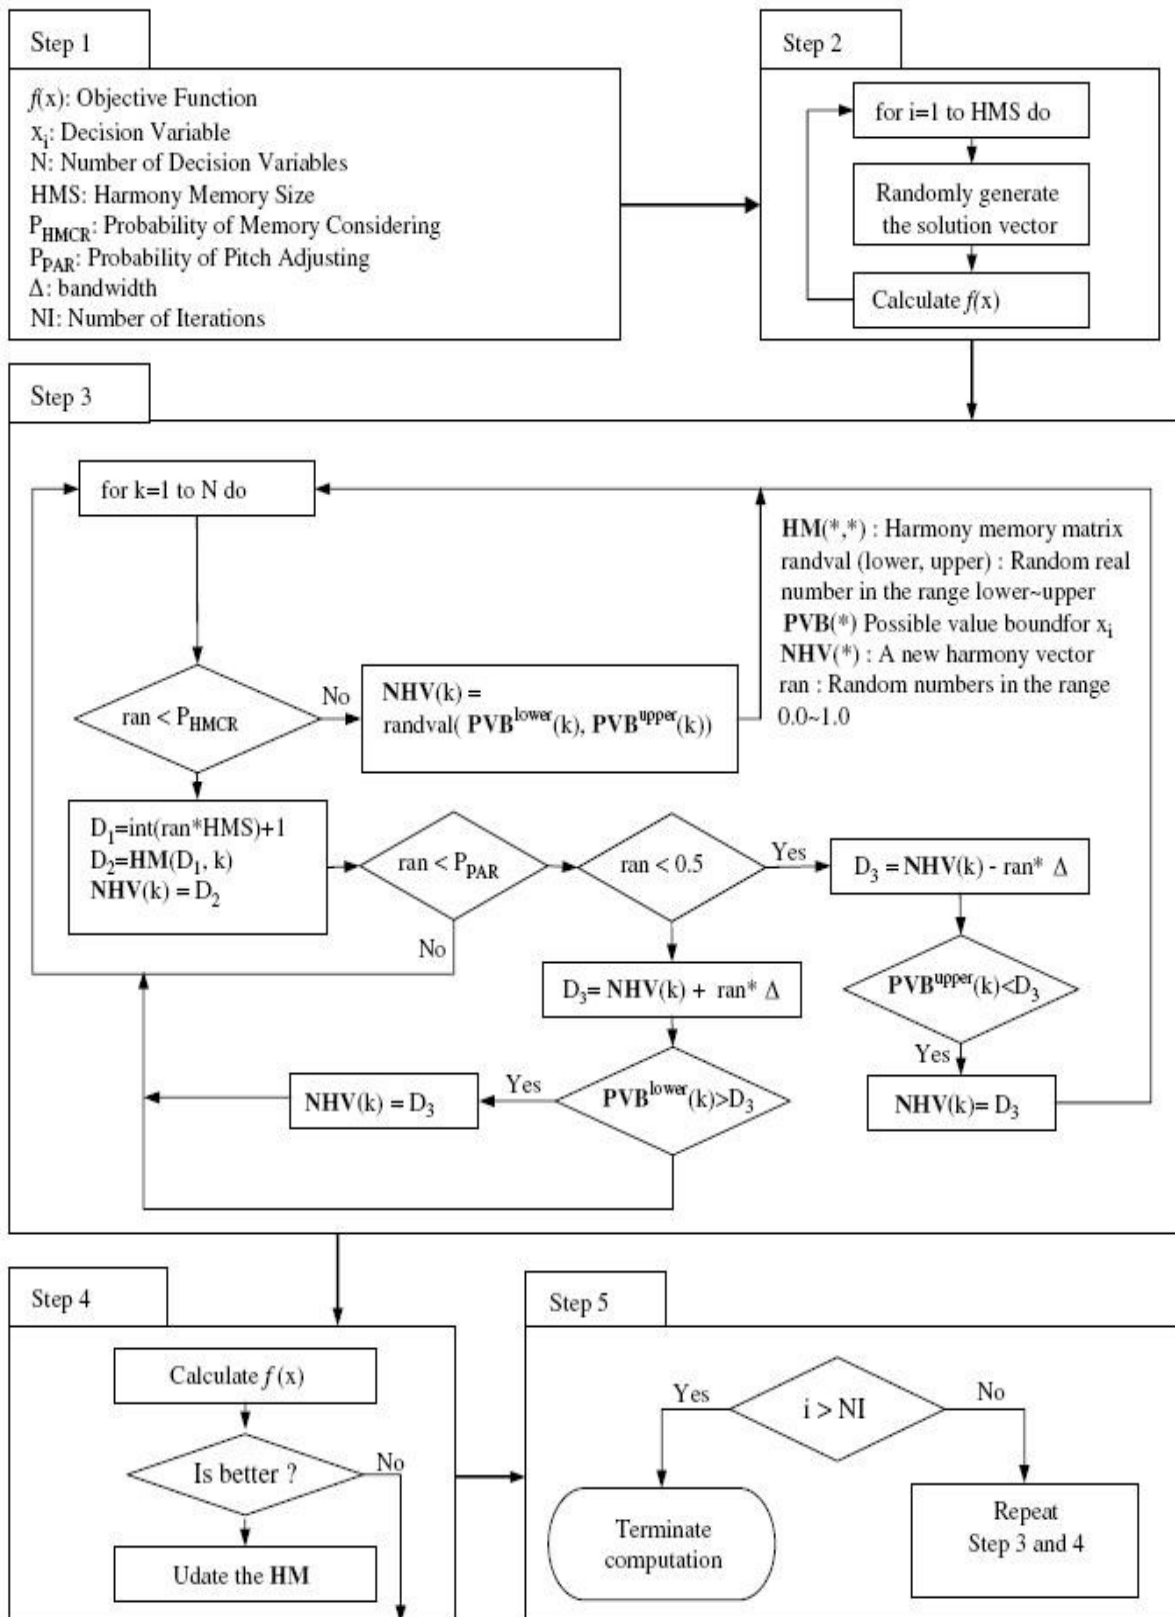 Step 1
f(x): Objective Function
xi: Decision Variable
N: Number of Decision Variables
HMS: Harmony Memory Size
PHMCR: Probability of Memory Considering
PPAR: Probability of Pitch Adjusting
Δ: bandwidth
NI: Number of Iterations
Step 2
for i=1 to HMS do
Randomly generate
the solution vector
Calculate f(x)
Step 3
for k=1 to N do
HM(*,*) : Harmony memory matrix
randval (lower, upper) : Random real
number in the range lower~upper
PVB(*) Possible value boundfor xi
NHV(*) : A new harmony vector
ran : Random numbers in the range
0.0~1.0
ran < PHMCR
No
NHV(k) =
randval( PVBlower(k), PVBupper(k))
D1=int(ran*HMS)+1
D2=HM(D1, k)
NHV(k) = D2
ran < PPAR
No
ran < 0.5
Yes
D3 = NHV(k) - ran* Δ
D3= NHV(k) + ran* Δ
PVBupper(k)<D3
Yes
NHV(k)= D3
PVBlower(k)>D3
Yes
NHV(k) = D3
Step 4
Calculate f (x)
Is better ?
No
Udate the HM
Step 5
i > NI
Yes
No
Terminate
computation
Repeat
Step 3 and 4